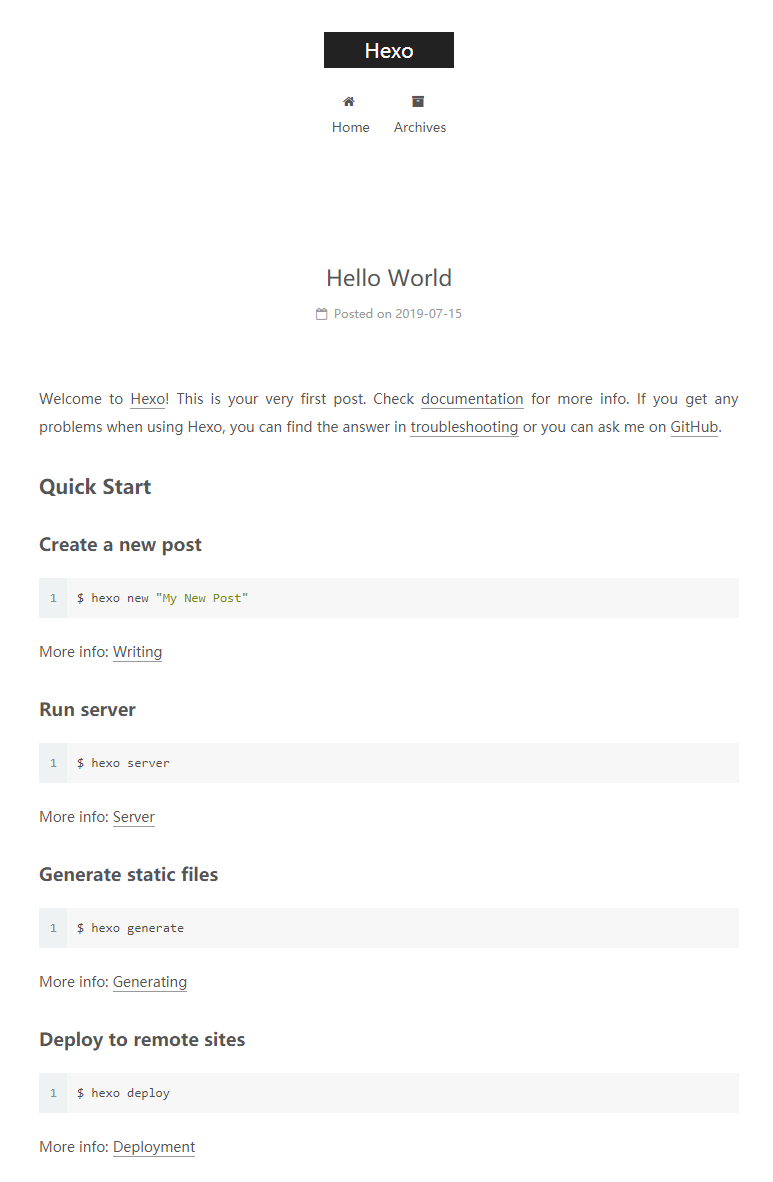 Hexo
Home Archives
Hello World
Posted on 2019-07-15
Welcome to Hexo! This is your very first post. Check documentation for more info. If you get any
problems when using Hexo, you can find the answer in troubleshooting or you can ask me on GitHub.
Quick Start
Create a new post
1 $ hexo new "My New Post"
More info: Writing
Run server
1 $ hexo server
More info: Server
Generate static files
1 $ hexo generate
More info: Generating
Deploy to remote sites
1 $ hexo deploy
More info: Deployment